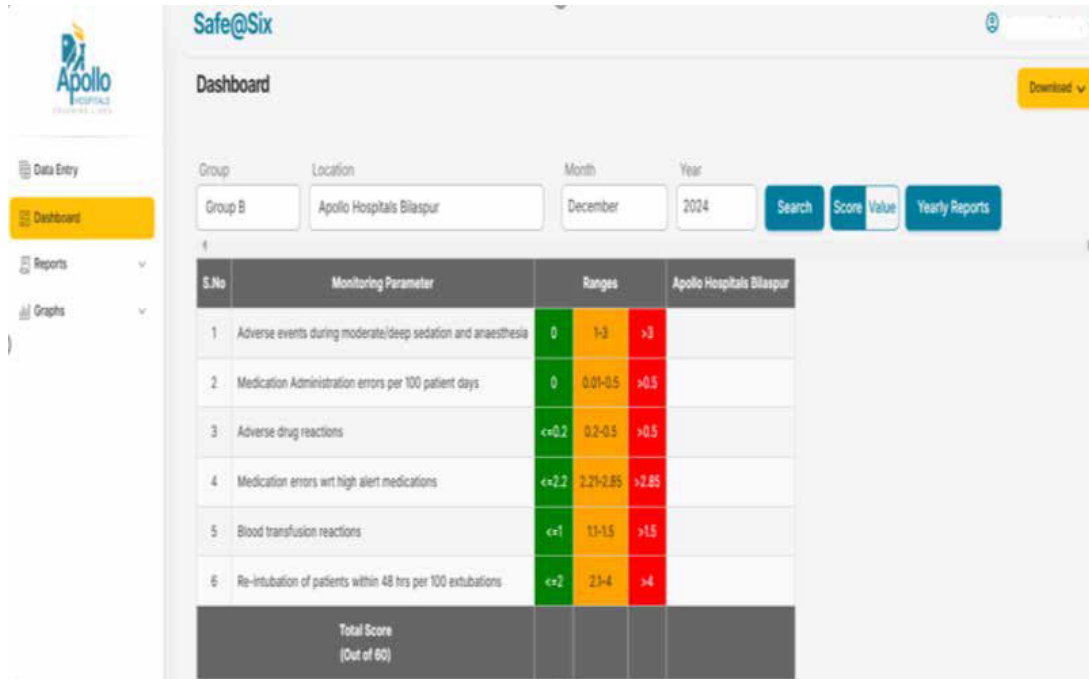 Safe@Six
Apollo
HOSPITALS
TOUCHING LIVES
Dashboard
Download
Data Entry
Dashboard
Reports
Graphs
Group
Location
Month
Year
Group B
Apollo Hospitals Bilaspur
December
2024
Search
Score
Value
Yearly Reports
S.No Monitoring Parameter Ranges Apollo Hospitals Bilaspur
1 Adverse events during moderate/deep sedation and anaesthesia 0 1-3 >3
2 Medication Administration errors per 100 patient days 0 0.01-0.5 >0.5
3 Adverse drug reactions <=0.2 0.2-0.5 >0.5
4 Medication errors wrt high alert medications <=2.2 2.21-2.85 >2.85
5 Blood transfusion reactions <=1 1.1-1.5 >1.5
6 Re-intubation of patients within 48 hrs per 100 extubations <=2 2.1-4 >4
Total Score
(Out of 60)